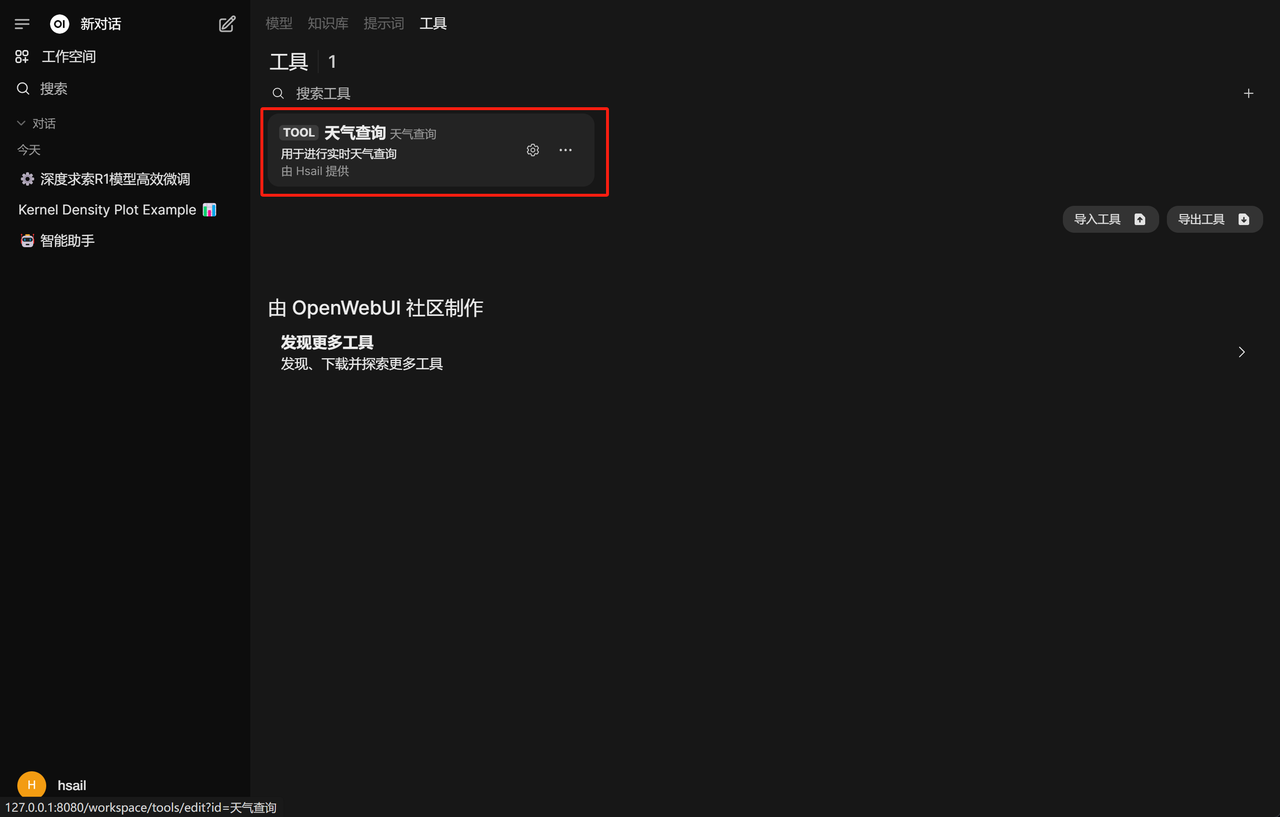 OI 新对话
工作空间
搜索
对话
今天
深度求索R1模型高效微调
Kernel Density Plot Example
智能助手
H hsail
127.0.0.1:8080/workspace/tools/edit?id=天气查询
模型 知识库 提示词 工具
工具 1
搜索工具
TOOL 天气查询 天气查询
用于进行实时天气查询
由 Hsail 提供
导入工具 导出工具
由 OpenWebUI 社区制作
发现更多工具
发现、下载并探索更多工具